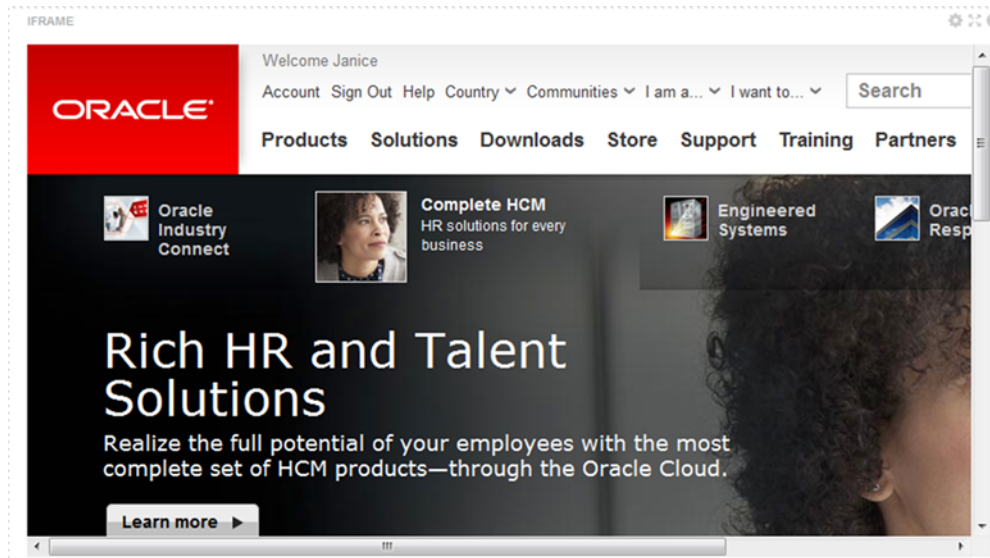 IFRAME
Welcome Janice
ORACLE
Account Sign Out Help Country Communities I am a... I want to... Search
Products Solutions Downloads Store Support Training Partners
Oracle
Industry
Connect
Complete HCM
HR solutions for every
business
Engineered
Systems
Rich HR and Talent
Solutions
Realize the full potential of your employees with the most
complete set of HCM products—through the Oracle Cloud.
Learn more